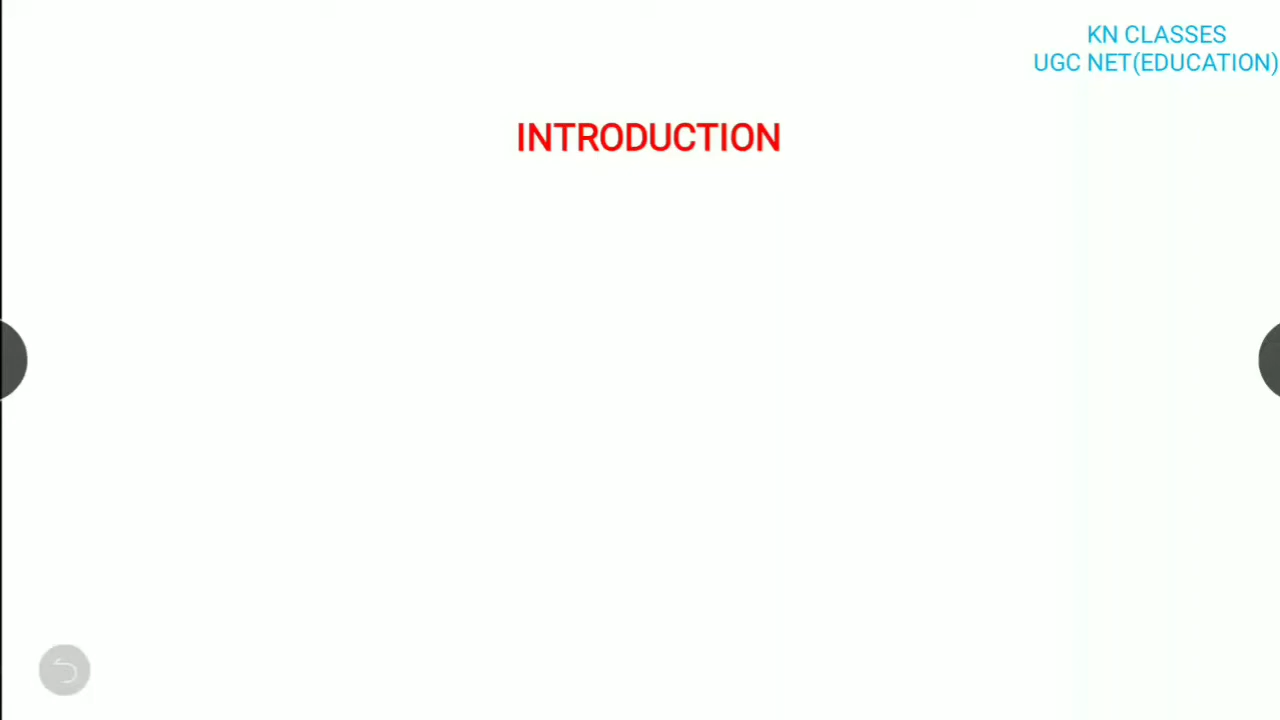 KN CLASSES
UGC NET(EDUCATION)
INTRODUCTION